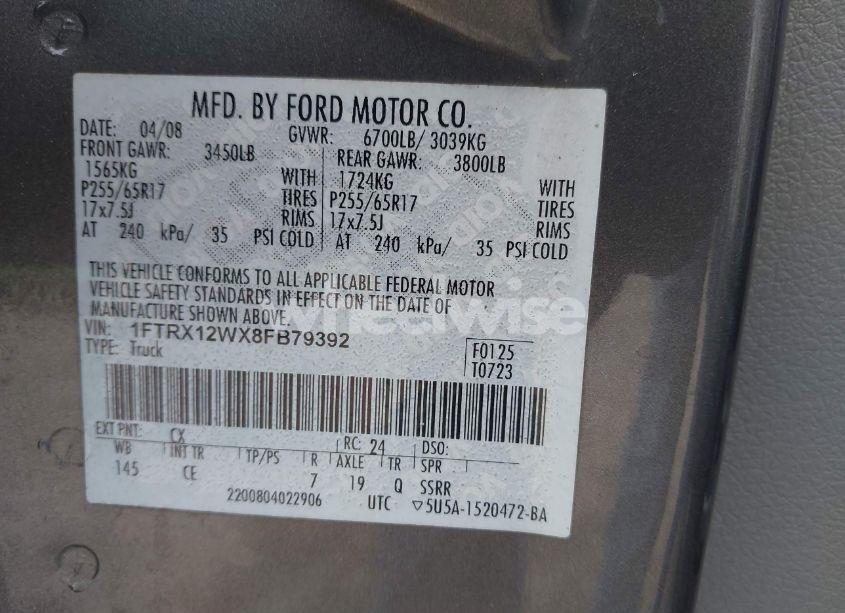 MFD. BY FORD MOTOR CO.
DATE: 04/08 GVWR: 6700LB/ 3039KG
FRONT GAWR: 3450LB REAR GAWR: 3800LB
1565KG WITH 1724KG WITH
P255/65R17 TIRES P255/65R17 TIRES
17x7.5J RIMS 17x7.5J RIMS
AT 240 kPa/ 35 PSI COLD AT 240 kPa/ 35 PSI COLD
THIS VEHICLE CONFORMS TO ALL APPLICABLE FEDERAL MOTOR
VEHICLE SAFETY STANDARDS IN EFFECT ON THE DATE OF
MANUFACTURE SHOWN ABOVE.
wheelwise
VIN: 1FTRX12WX8FB79392
TYPE: Truck
F0125
T0723
EXT PNT: CX RC: 24 DSO:
WB INT TR TP/PS R AXLE TR SPR
145 CE 7 19 Q SSRR
2200804022906 UTC ▽5U5A-1520472-BA